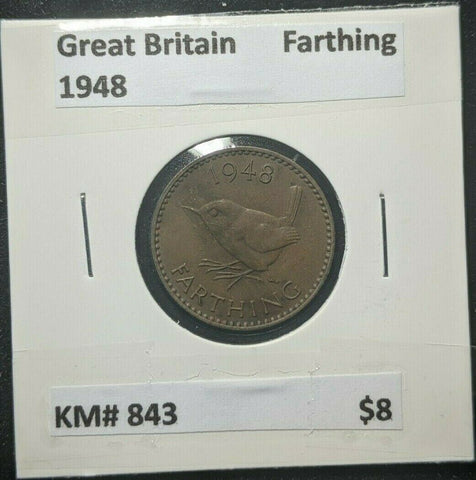 Great Britain Farthing
1948
1948
FARTHING
KM# 843 $8